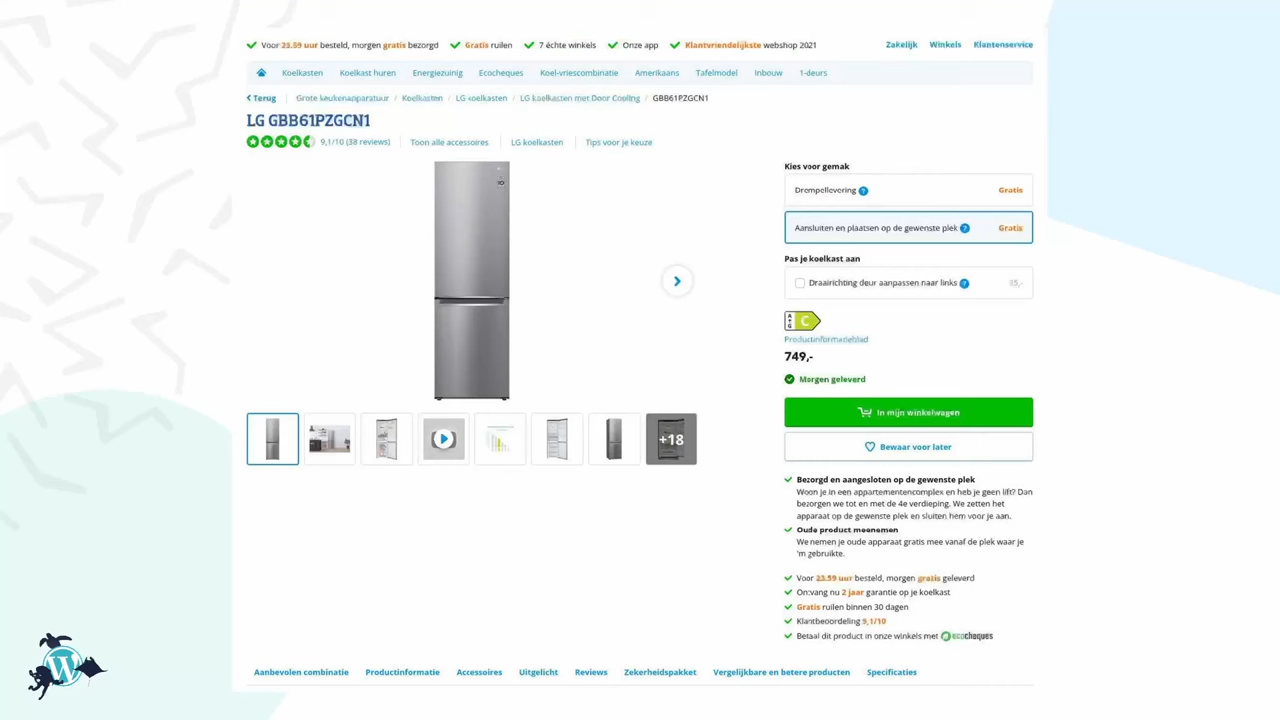 Voor 23.59 uur besteld, morgen gratis bezorgd Gratis ruilen 7 échte winkels Onze app Klantvriendelijkste webshop 2021 Zakelijk Winkels Klantenservice
Koelkasten Koelkast huren Energiezuinig Ecocheques Koel-vriescombinatie Amerikaans Tafelmodel Inbouw 1-deurs
Terug Grote keukenapparatuur / Koelkasten / LG koelkasten / LG koelkasten met Door Cooling / GBB61PZGCN1
LG GBB61PZGCN1
9,1/10 (38 reviews) Toon alle accessoires LG koelkasten Tips voor je keuze
Kies voor gemak
Drempellevering ? Gratis
Aansluiten en plaatsen op de gewenste plek ? Gratis
Pas je koelkast aan
Draairichting deur aanpassen naar links ? 35,-
A
G
C
Productinformatieblad
749,-
Morgen geleverd
In mijn winkelwagen
Bewaar voor later
+18
Bezorgd en aangesloten op de gewenste plek
Woon je in een appartementencomplex en heb je geen lift? Dan
bezorgen we tot en met de 4e verdieping. We zetten het
apparaat op de gewenste plek en sluiten hem voor je aan.
Oude product meenemen
We nemen je oude apparaat gratis mee vanaf de plek waar je
'm gebruikte.
Voor 23.59 uur besteld, morgen gratis geleverd
Ontvang nu 2 jaar garantie op je koelkast
Gratis ruilen binnen 30 dagen
Klantbeoordeling 9,1/10
Betaal dit product in onze winkels met ecocheques
Aanbevolen combinatie Productinformatie Accessoires Uitgelicht Reviews Zekerheidspakket Vergelijkbare en betere producten Specificaties